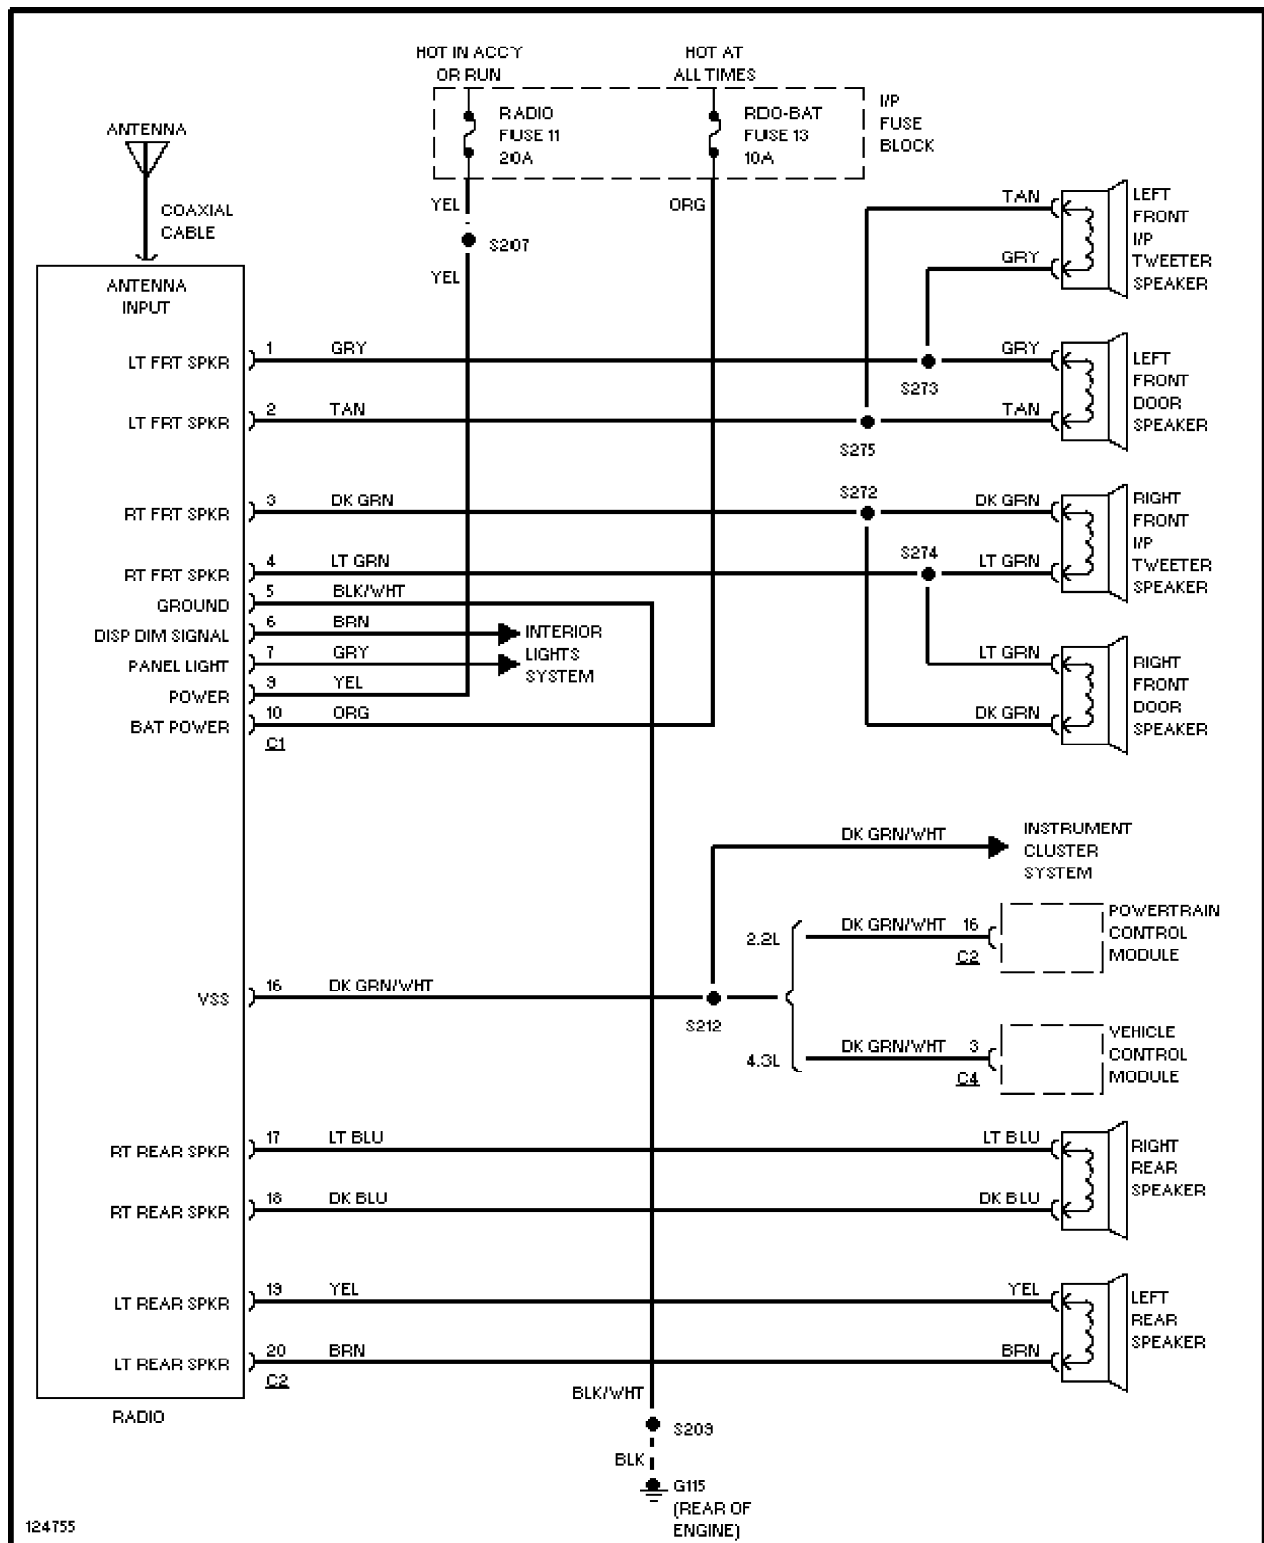 HOT IN ACC'Y
OR RUN
HOT AT
ALL TIMES
RADIO
FUSE 11
20A
RDO-BAT
FUSE 13
10A
I/P
FUSE
BLOCK
ANTENNA
COAXIAL
CABLE
YEL
ORG
S207
YEL
TAN
GRY
LEFT
FRONT
I/P
TWEETER
SPEAKER
ANTENNA
INPUT
LT FRT SPKR
1
GRY
S273
GRY
LT FRT SPKR
2
TAN
S275
TAN
LEFT
FRONT
DOOR
SPEAKER
RT FRT SPKR
3
DK GRN
S272
DK GRN
RT FRT SPKR
4
LT GRN
S274
LT GRN
RIGHT
FRONT
I/P
TWEETER
SPEAKER
GROUND
5
BLK/WHT
DISP DIM SIGNAL
6
BRN
PANEL LIGHT
7
GRY
INTERIOR
LIGHTS
SYSTEM
POWER
9
YEL
BAT POWER
10
ORG
C1
LT GRN
DK GRN
RIGHT
FRONT
DOOR
SPEAKER
DK GRN/WHT
INSTRUMENT
CLUSTER
SYSTEM
2.2L
DK GRN/WHT
16
C2
POWERTRAIN
CONTROL
MODULE
VSS
16
DK GRN/WHT
S212
4.3L
DK GRN/WHT
3
C4
VEHICLE
CONTROL
MODULE
RT REAR SPKR
17
LT BLU
LT BLU
RT REAR SPKR
18
DK BLU
DK BLU
RIGHT
REAR
SPEAKER
LT REAR SPKR
19
YEL
YEL
LT REAR SPKR
20
BRN
BRN
C2
LEFT
REAR
SPEAKER
RADIO
BLK/WHT
S209
BLK
G115
(REAR OF
ENGINE)
124755